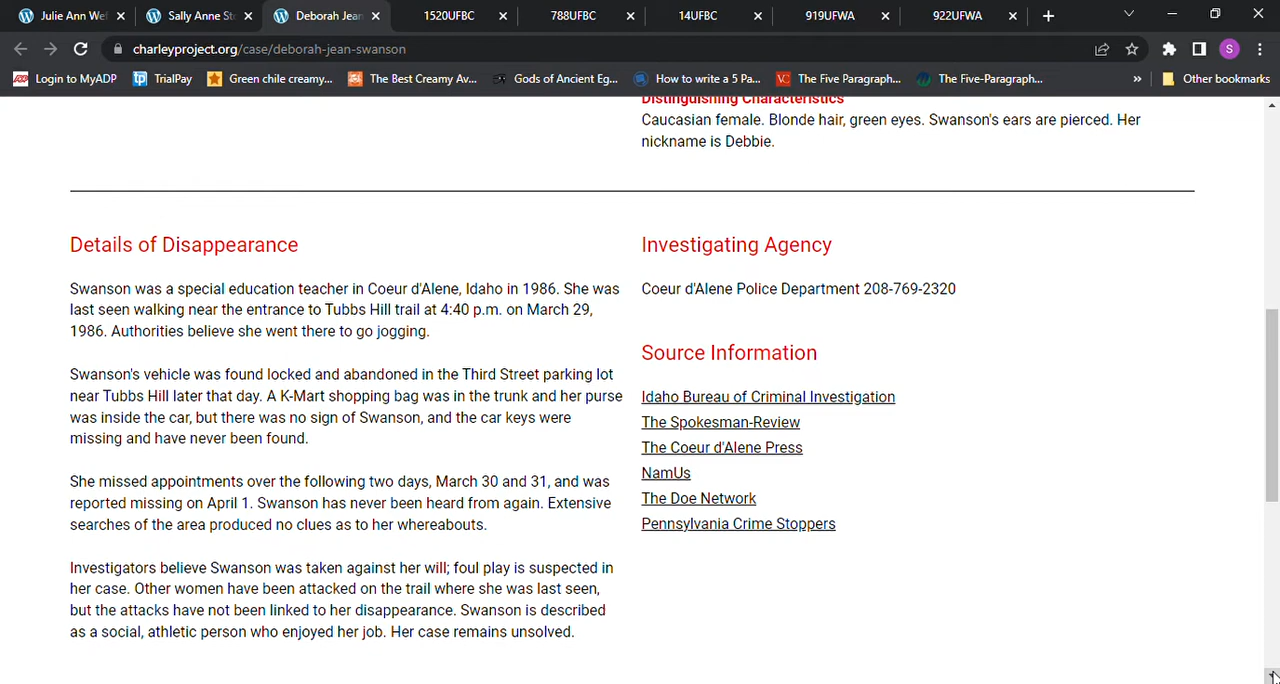 Julie Ann We
Sally Anne St
Deborah Jean
1520UFBC
788UFBC
14UFBC
919UFWA
922UFWA
charleyproject.org/case/deborah-jean-swanson
S
Login to MyADP
TrialPay
Green chile creamy...
The Best Creamy Av...
Gods of Ancient Eg...
How to write a 5 Pa...
The Five Paragraph...
The Five-Paragraph...
Other bookmarks
Distinguishing Characteristics
Caucasian female. Blonde hair, green eyes. Swanson's ears are pierced. Her
nickname is Debbie.
Details of Disappearance
Swanson was a special education teacher in Coeur d'Alene, Idaho in 1986. She was
last seen walking near the entrance to Tubbs Hill trail at 4:40 p.m. on March 29,
1986. Authorities believe she went there to go jogging.
Swanson's vehicle was found locked and abandoned in the Third Street parking lot
near Tubbs Hill later that day. A K-Mart shopping bag was in the trunk and her purse
was inside the car, but there was no sign of Swanson, and the car keys were
missing and have never been found.
She missed appointments over the following two days, March 30 and 31, and was
reported missing on April 1. Swanson has never been heard from again. Extensive
searches of the area produced no clues as to her whereabouts.
Investigators believe Swanson was taken against her will; foul play is suspected in
her case. Other women have been attacked on the trail where she was last seen,
but the attacks have not been linked to her disappearance. Swanson is described
as a social, athletic person who enjoyed her job. Her case remains unsolved.
Investigating Agency
Coeur d'Alene Police Department 208-769-2320
Source Information
Idaho Bureau of Criminal Investigation
The Spokesman-Review
The Coeur d'Alene Press
NamUs
The Doe Network
Pennsylvania Crime Stoppers